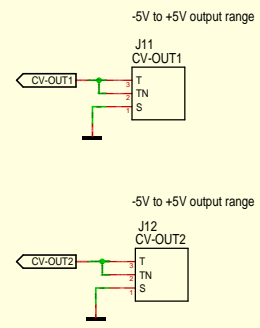 -5V to +5V output range
J11
CV-OUT1
CV-OUT1
3 T
2 TN
1 S
-5V to +5V output range
J12
CV-OUT2
CV-OUT2
3 T
2 TN
1 S